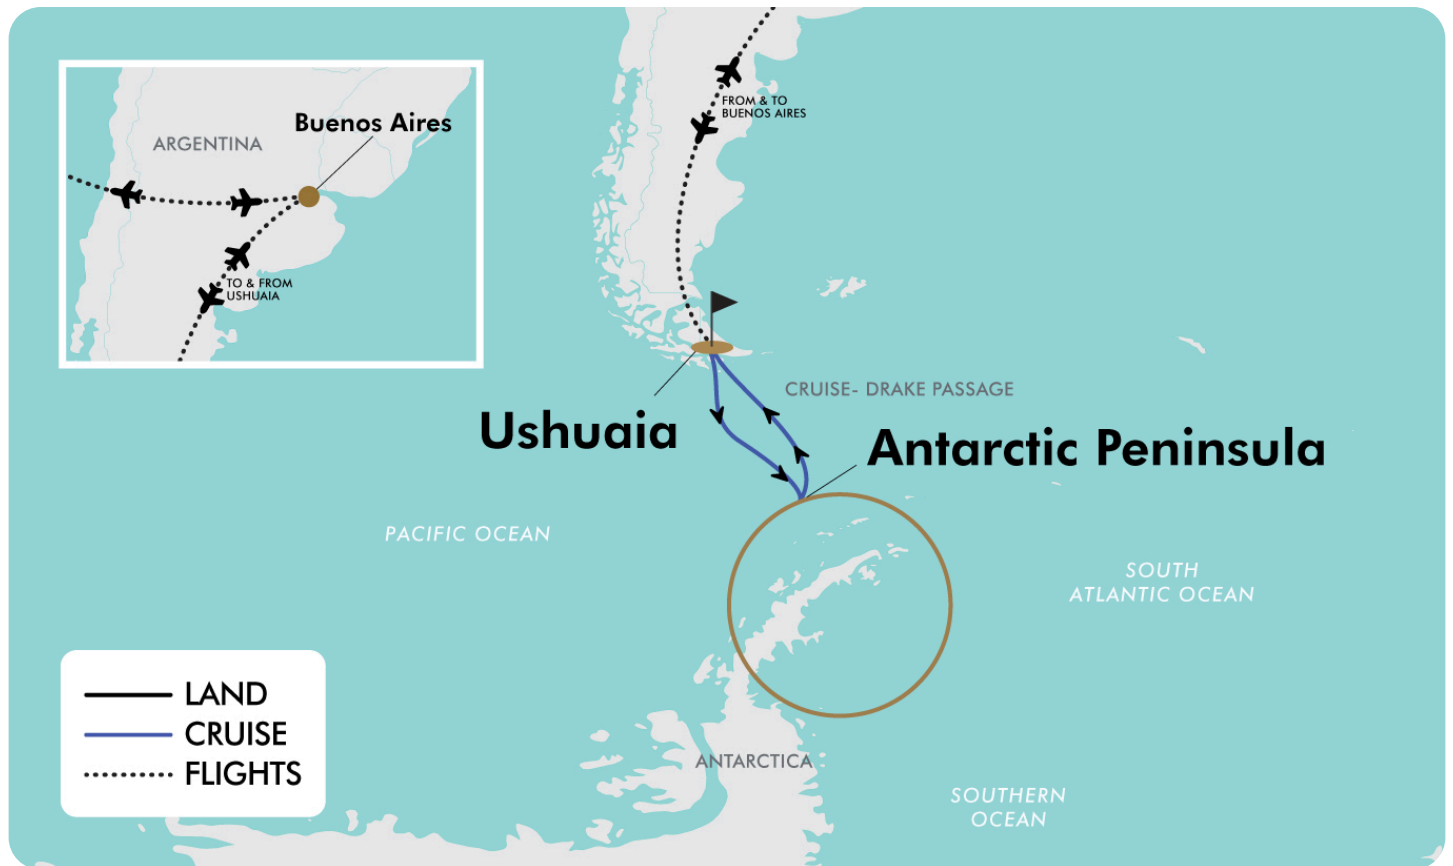 Buenos Aires
ARGENTINA
TO & FROM
USHUAIA
FROM & TO
BUENOS AIRES
CRUISE- DRAKE PASSAGE
Ushuaia
Antarctic Peninsula
PACIFIC OCEAN
SOUTH
ATLANTIC OCEAN
LAND
CRUISE
FLIGHTS
ANTARCTICA
SOUTHERN
OCEAN